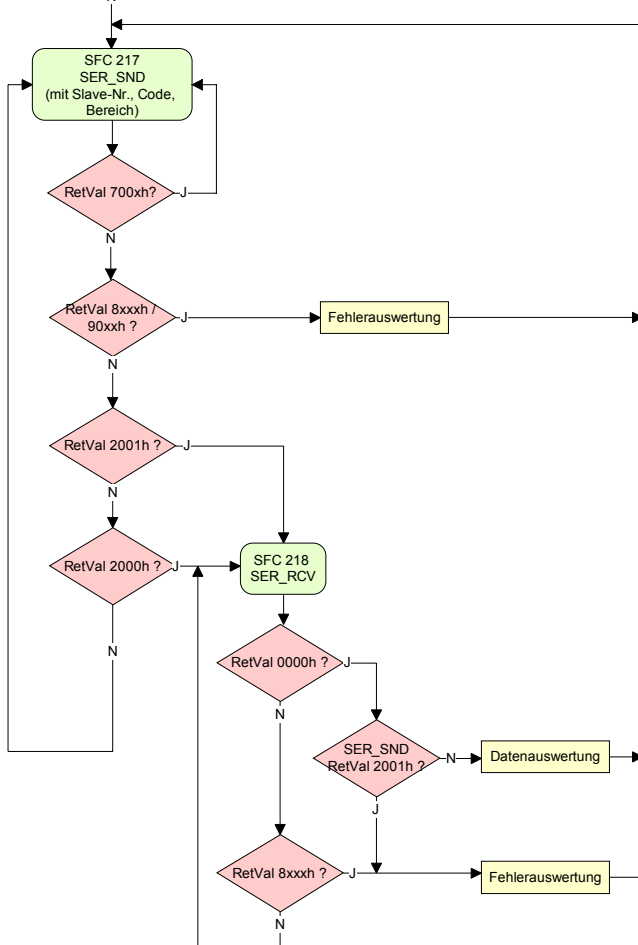 N
SFC 217
SER_SND
(mit Slave-Nr., Code,
Bereich)
RetVal 700xh?
J
N
RetVal 8xxxh /
90xxh ?
J
Fehlerauswertung
N
RetVal 2001h ?
J
N
RetVal 2000h ?
J
SFC 218
SER_RCV
N
RetVal 0000h ?
J
N
SER_SND
RetVal 2001h ?
N
Datenauswertung
J
RetVal 8xxxh ?
J
Fehlerauswertung
N